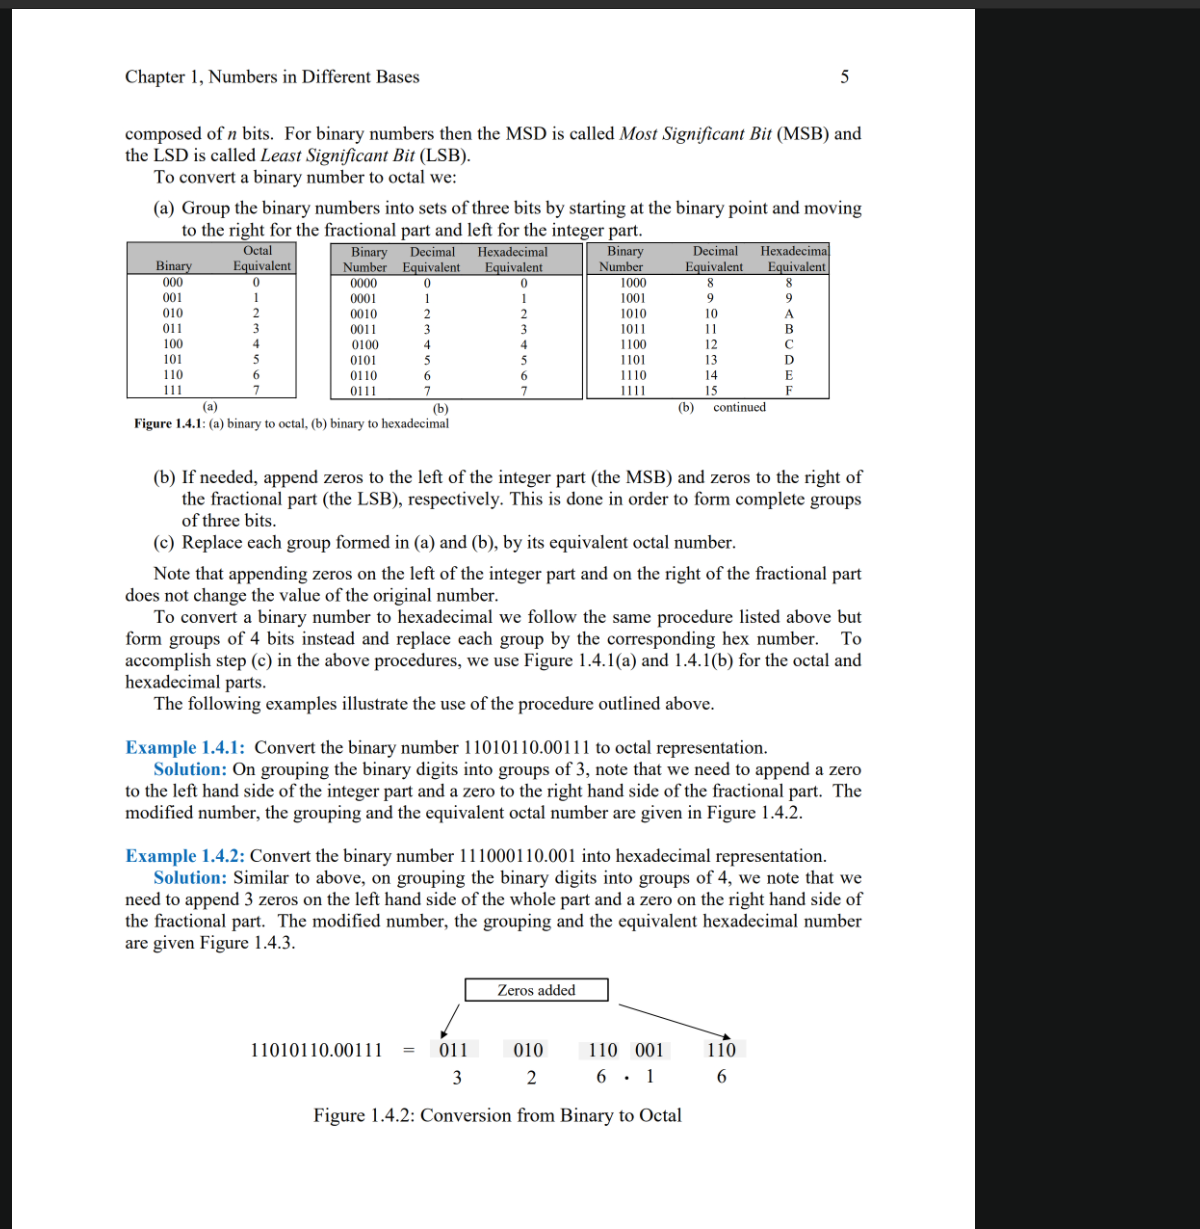 Chapter 1, Numbers in Different Bases 5
composed of n bits. For binary numbers then the MSD is called Most Significant Bit (MSB) and
the LSD is called Least Significant Bit (LSB).
To convert a binary number to octal we:
(a) Group the binary numbers into sets of three bits by starting at the binary point and moving
to the right for the fractional part and left for the integer part.
Octal Binary Decimal Hexadecimal Binary Decimal Hexadecimal
Binary Equivalent Number Equivalent Equivalent Number Equivalent Equivalent
000 0 0000 0 0 1000 8 8
001 1 0001 1 1 1001 9 9
010 2 0010 2 2 1010 10 A
011 3 0011 3 3 1011 11 B
100 4 0100 4 4 1100 12 C
101 5 0101 5 5 1101 13 D
110 6 0110 6 6 1110 14 E
111 7 0111 7 7 1111 15 F
(a) (b) (b) continued
Figure 1.4.1: (a) binary to octal, (b) binary to hexadecimal
(b) If needed, append zeros to the left of the integer part (the MSB) and zeros to the right of
the fractional part (the LSB), respectively. This is done in order to form complete groups
of three bits.
(c) Replace each group formed in (a) and (b), by its equivalent octal number.
Note that appending zeros on the left of the integer part and on the right of the fractional part
does not change the value of the original number.
To convert a binary number to hexadecimal we follow the same procedure listed above but
form groups of 4 bits instead and replace each group by the corresponding hex number. To
accomplish step (c) in the above procedures, we use Figure 1.4.1(a) and 1.4.1(b) for the octal and
hexadecimal parts.
The following examples illustrate the use of the procedure outlined above.
Example 1.4.1: Convert the binary number 11010110.00111 to octal representation.
Solution: On grouping the binary digits into groups of 3, note that we need to append a zero
to the left hand side of the integer part and a zero to the right hand side of the fractional part. The
modified number, the grouping and the equivalent octal number are given in Figure 1.4.2.
Example 1.4.2: Convert the binary number 111000110.001 into hexadecimal representation.
Solution: Similar to above, on grouping the binary digits into groups of 4, we note that we
need to append 3 zeros on the left hand side of the whole part and a zero on the right hand side of
the fractional part. The modified number, the grouping and the equivalent hexadecimal number
are given Figure 1.4.3.
Zeros added
11010110.00111 = 011 010 110 001 110
3 2 6 . 1 6
Figure 1.4.2: Conversion from Binary to Octal